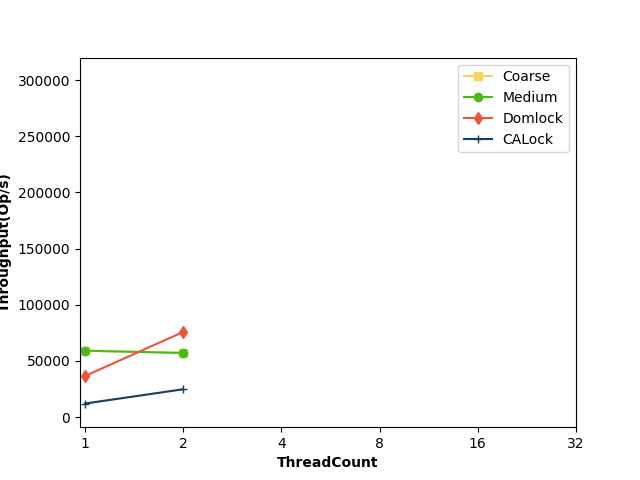 300000
250000
200000
150000
100000
50000
0
Throughput(Op/s)
1 2 4 8 16 32
ThreadCount
Coarse
Medium
Domlock
CALock